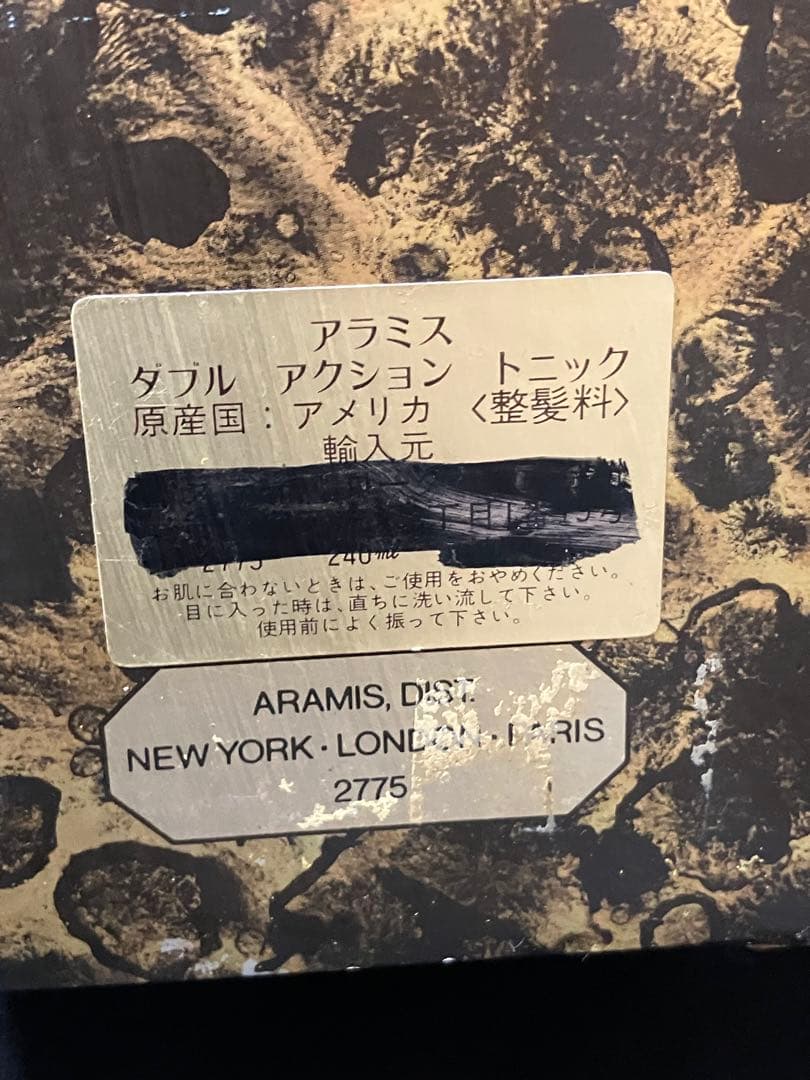 アラミス
ダブル アクション トニック
原産国:アメリカ 〈整髪料〉
輸入元
2775 240ml
お肌に合わないときは、ご使用をおやめください。
目に入った時は、直ちに洗い流して下さい。
使用前によく振って下さい。
ARAMIS, DIST.
NEW YORK · LONDON · PARIS
2775